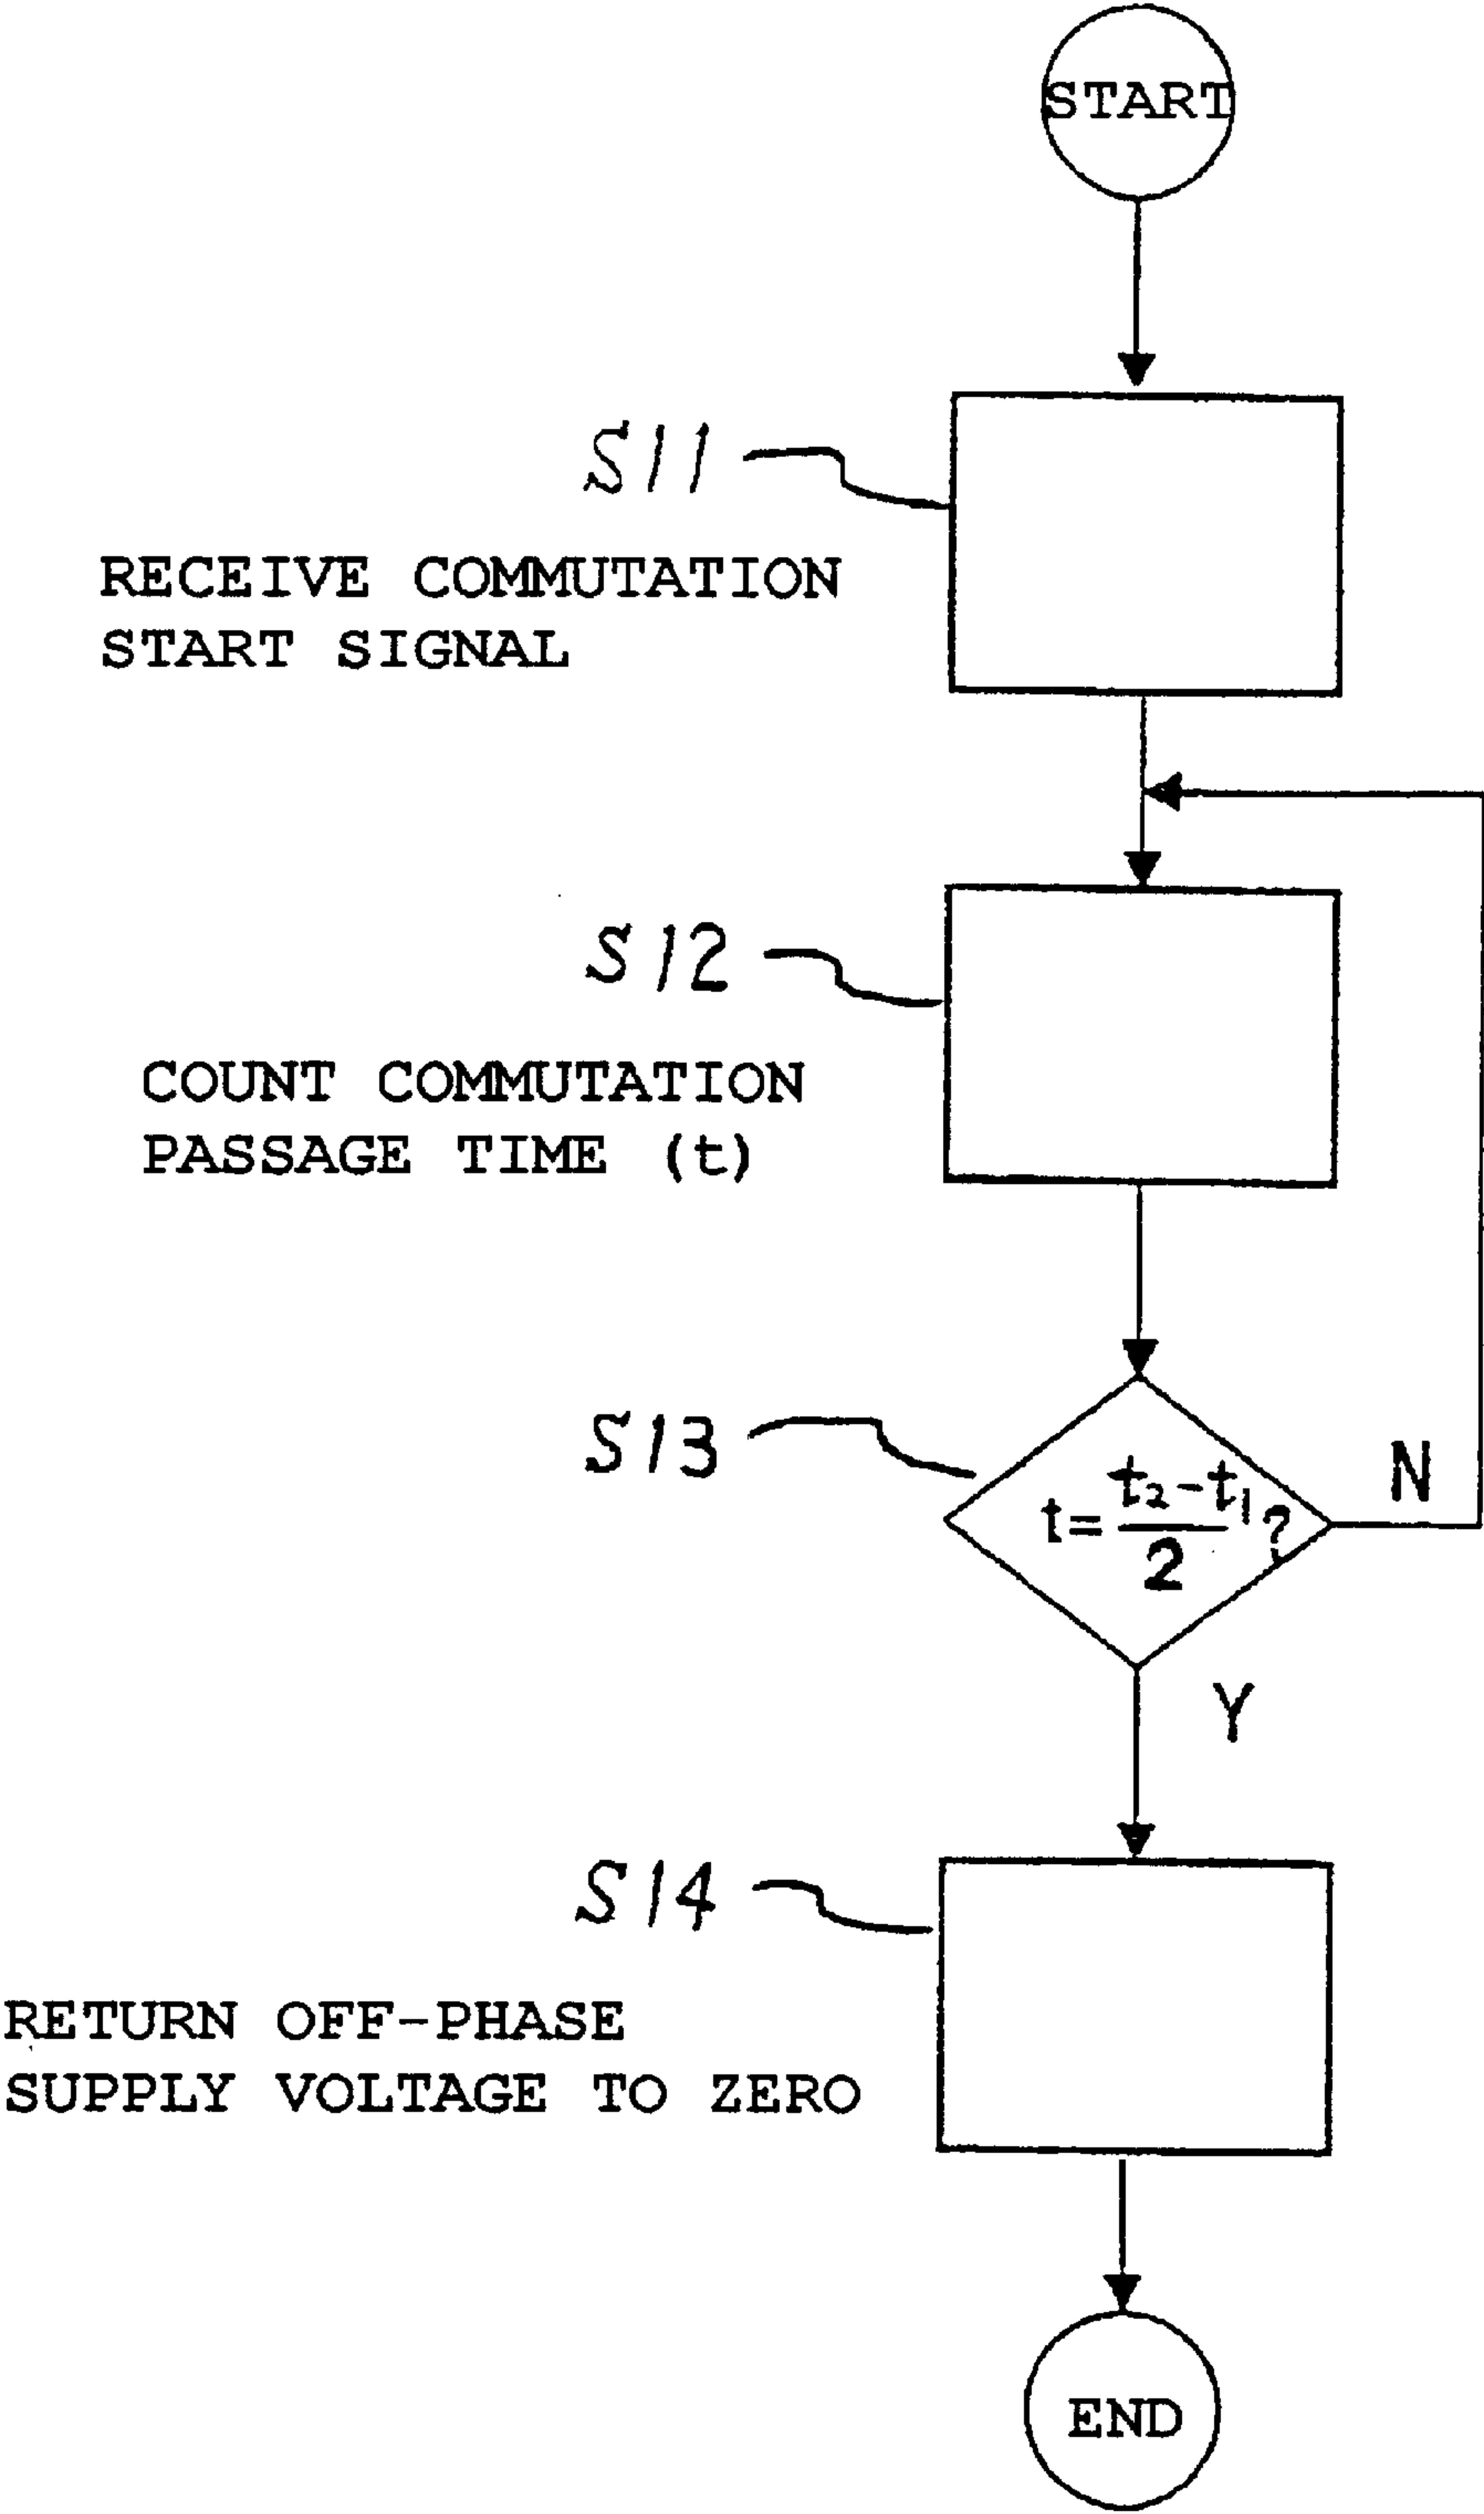 START
S11
RECEIVE COMMUTATION
START SIGNAL
S12
COUNT COMMUTATION
PASSAGE TIME (t)
S13
t=(t₂-t₁)/2?
N
Y
S14
RETURN OFF-PHASE
SUPPLY VOLTAGE TO ZERO
END